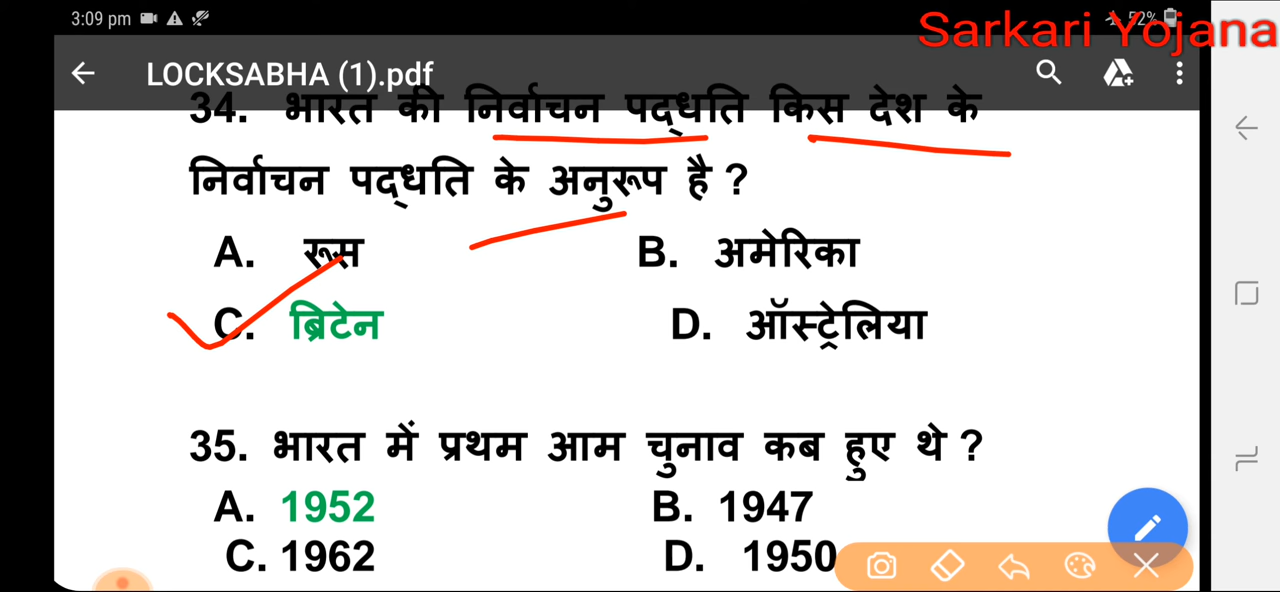 3:09 pm 52%
Sarkari Yojana
LOCKSABHA (1).pdf
34. भारत की निर्वाचन पद्धति किस देश के
निर्वाचन पद्धति के अनुरूप है ?
A. रूस B. अमेरिका
C. ब्रिटेन D. ऑस्ट्रेलिया
35. भारत में प्रथम आम चुनाव कब हुए थे ?
A. 1952 B. 1947
C. 1962 D. 1950